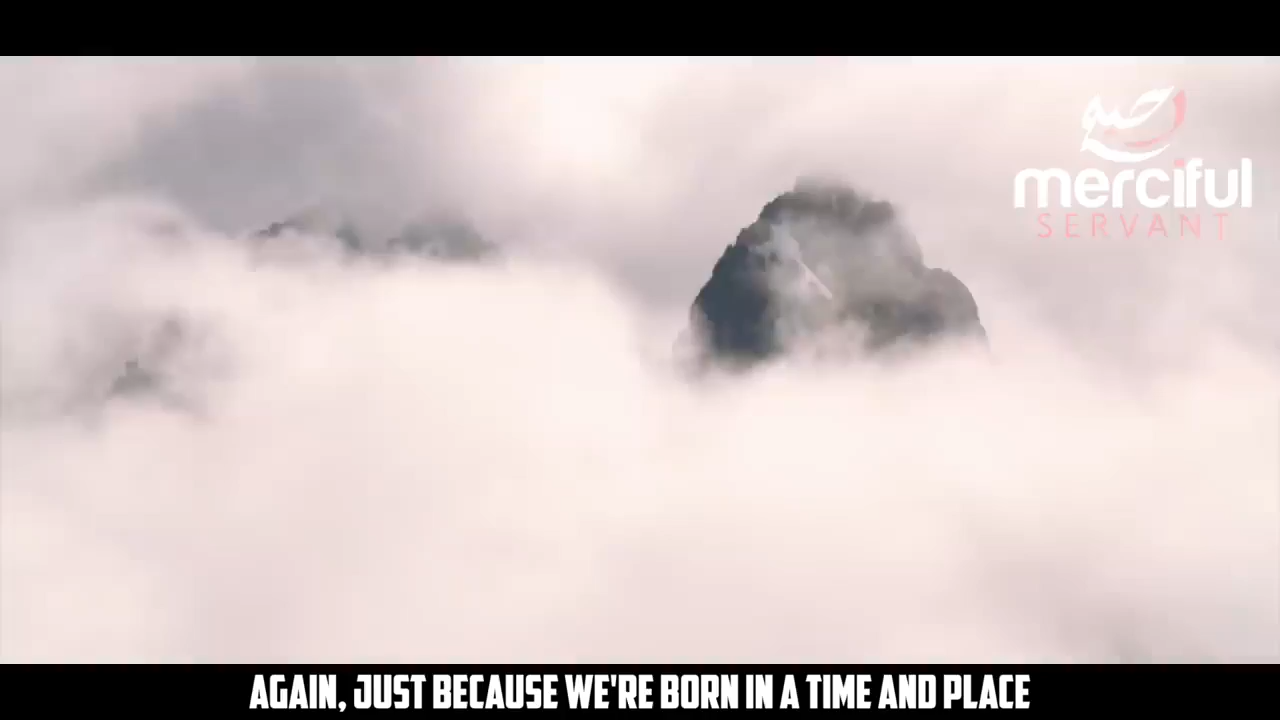 merciful
SERVANT
AGAIN, JUST BECAUSE WE'RE BORN IN A TIME AND PLACE